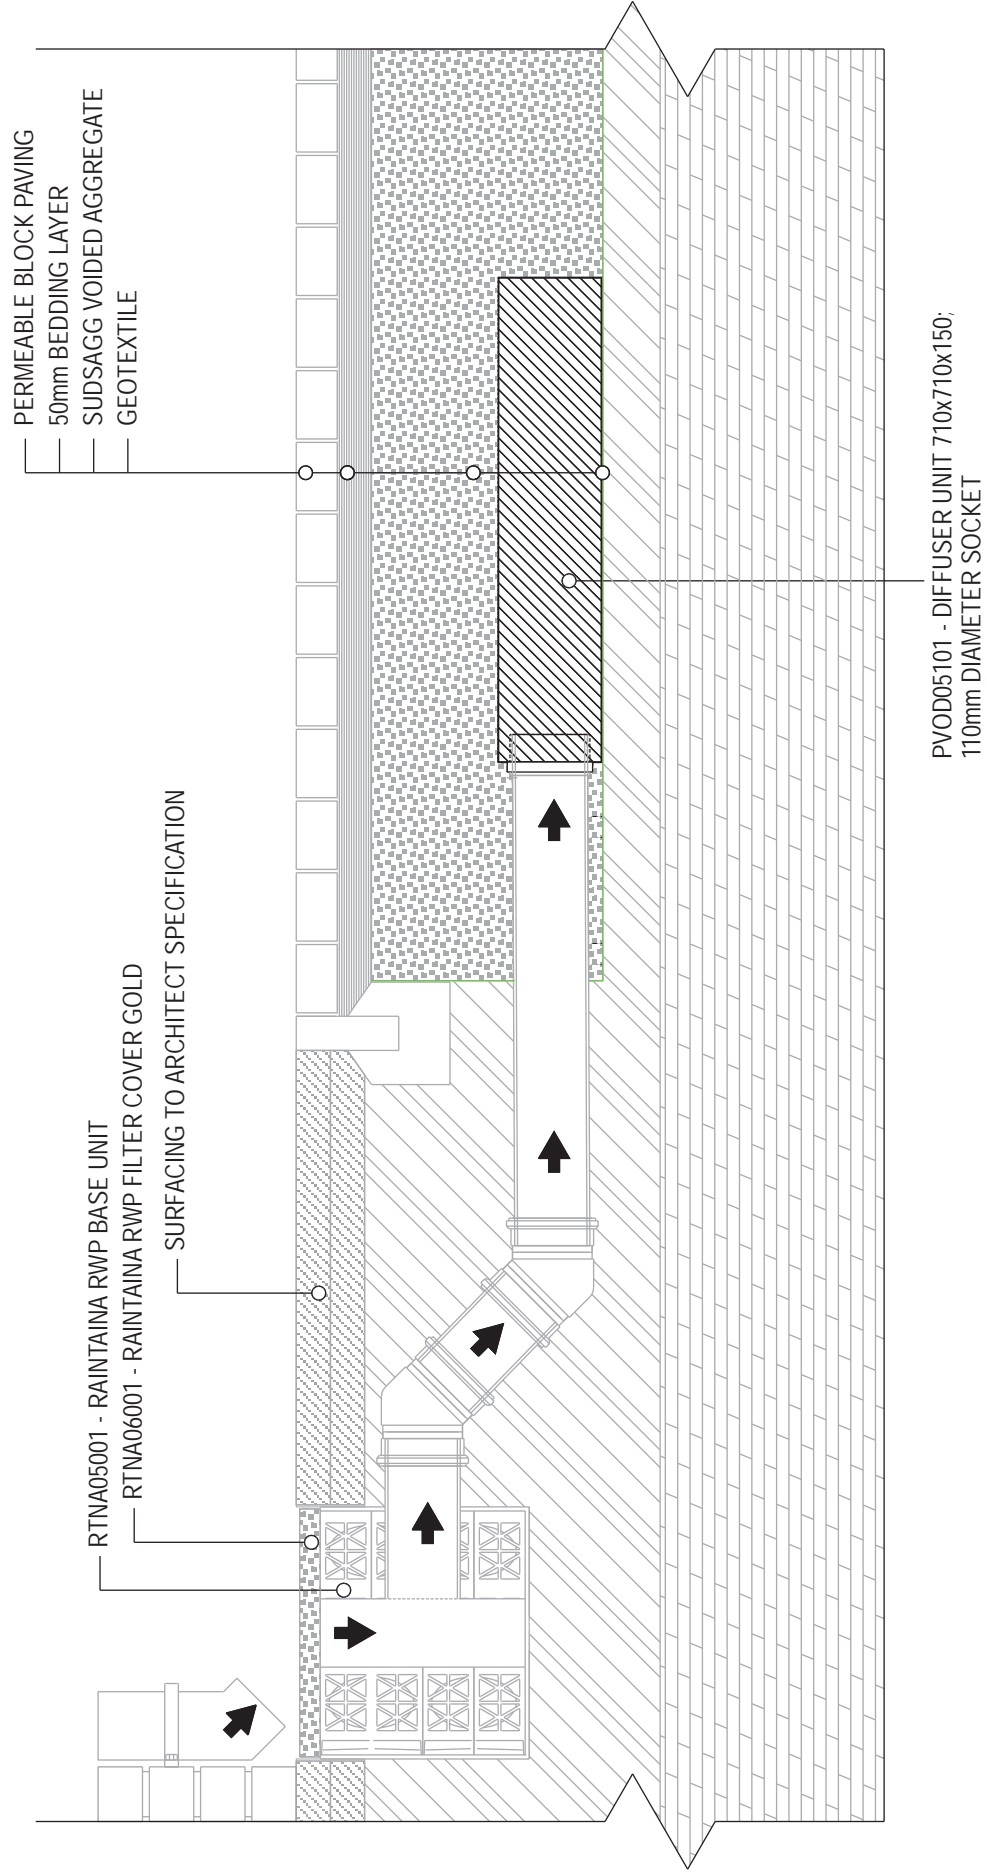 RTNA05001 - RAINTAINA RWP BASE UNIT
RTNA06001 - RAINTAINA RWP FILTER COVER GOLD
SURFACING TO ARCHITECT SPECIFICATION
PERMEABLE BLOCK PAVING
50mm BEDDING LAYER
SUDSAGG VOIDED AGGREGATE
GEOTEXTILE
PVOD05101 - DIFFUSER UNIT 710x710x150;
110mm DIAMETER SOCKET